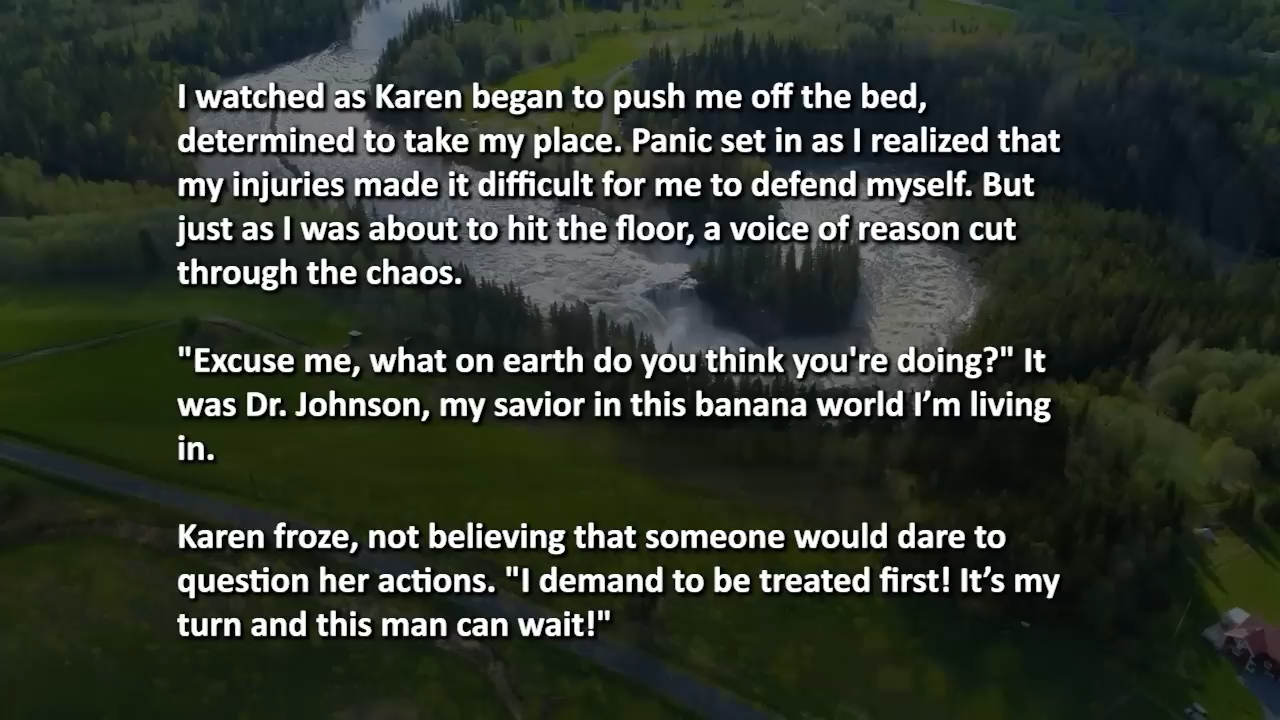 I watched as Karen began to push me off the bed,
determined to take my place. Panic set in as I realized that
my injuries made it difficult for me to defend myself. But
just as I was about to hit the floor, a voice of reason cut
through the chaos.
"Excuse me, what on earth do you think you're doing?" It
was Dr. Johnson, my savior in this banana world I’m living
in.
Karen froze, not believing that someone would dare to
question her actions. "I demand to be treated first! It’s my
turn and this man can wait!"